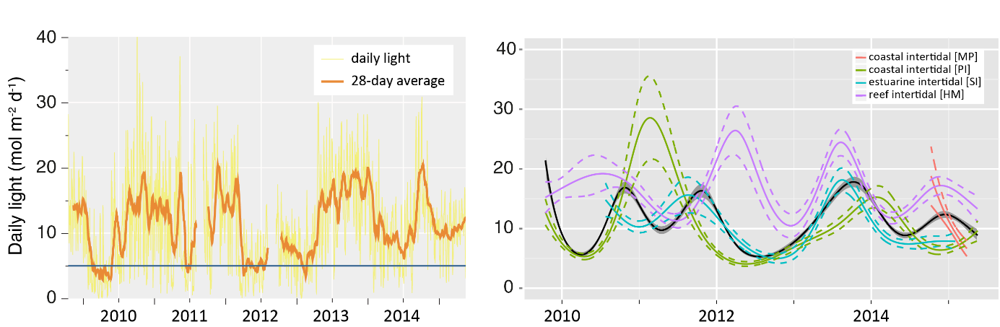 Daily light (mol m⁻² d⁻¹)
40
30
20
10
0
daily light
28-day average
2010
2011
2012
2013
2014
40
30
20
10
0
coastal intertidal [MP]
coastal intertidal [PI]
estuarine intertidal [SI]
reef intertidal [HM]
2010
2012
2014